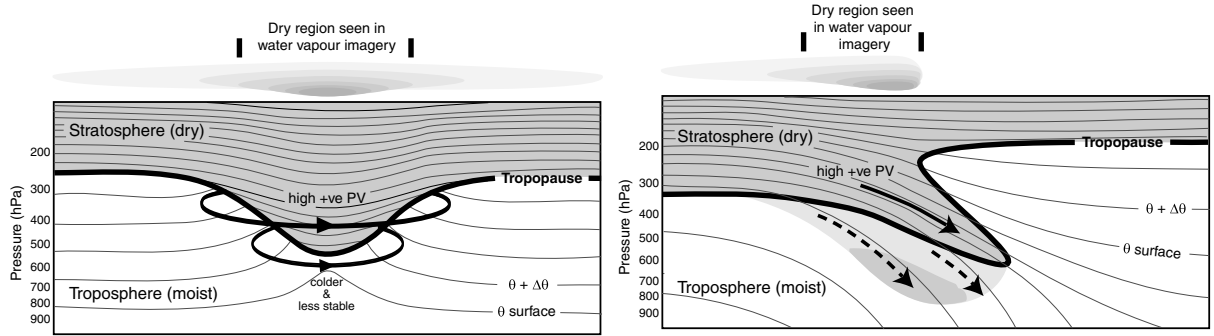 Dry region seen in
water vapour imagery
Stratosphere (dry)
high +ve PV
Tropopause
colder
&
less stable
θ + Δθ
θ surface
Troposphere (moist)
Pressure (hPa)
200
300
400
500
600
700
800
900
Dry region seen
in water vapour
imagery
Stratosphere (dry)
Tropopause
high +ve PV
θ + Δθ
θ surface
Troposphere (moist)
Pressure (hPa)
200
300
400
500
600
700
800
900